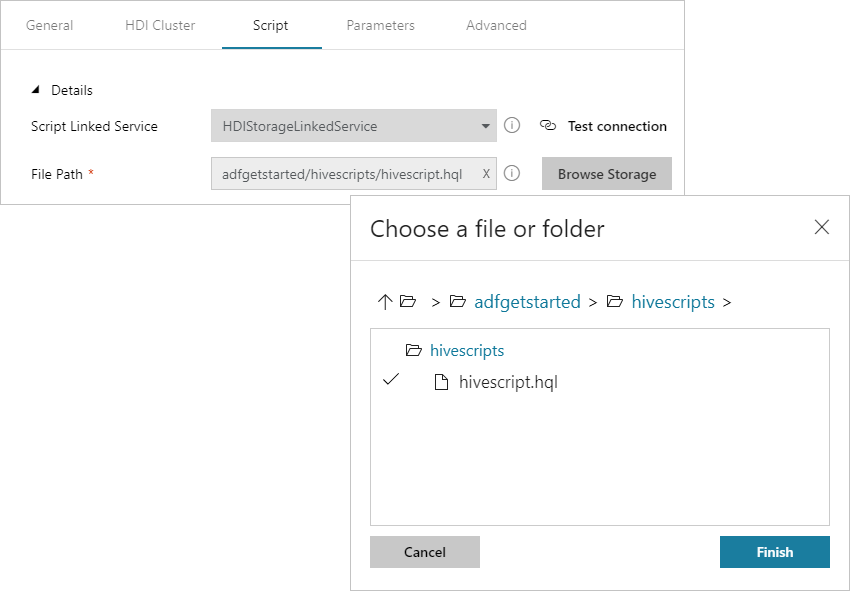 General HDI Cluster Script Parameters Advanced
Details
Script Linked Service HDIStorageLinkedService Test connection
File Path * adfgetstarted/hivescripts/hivescript.hql X Browse Storage
Choose a file or folder
> adfgetstarted > hivescripts >
hivescripts
hivescript.hql
Cancel Finish